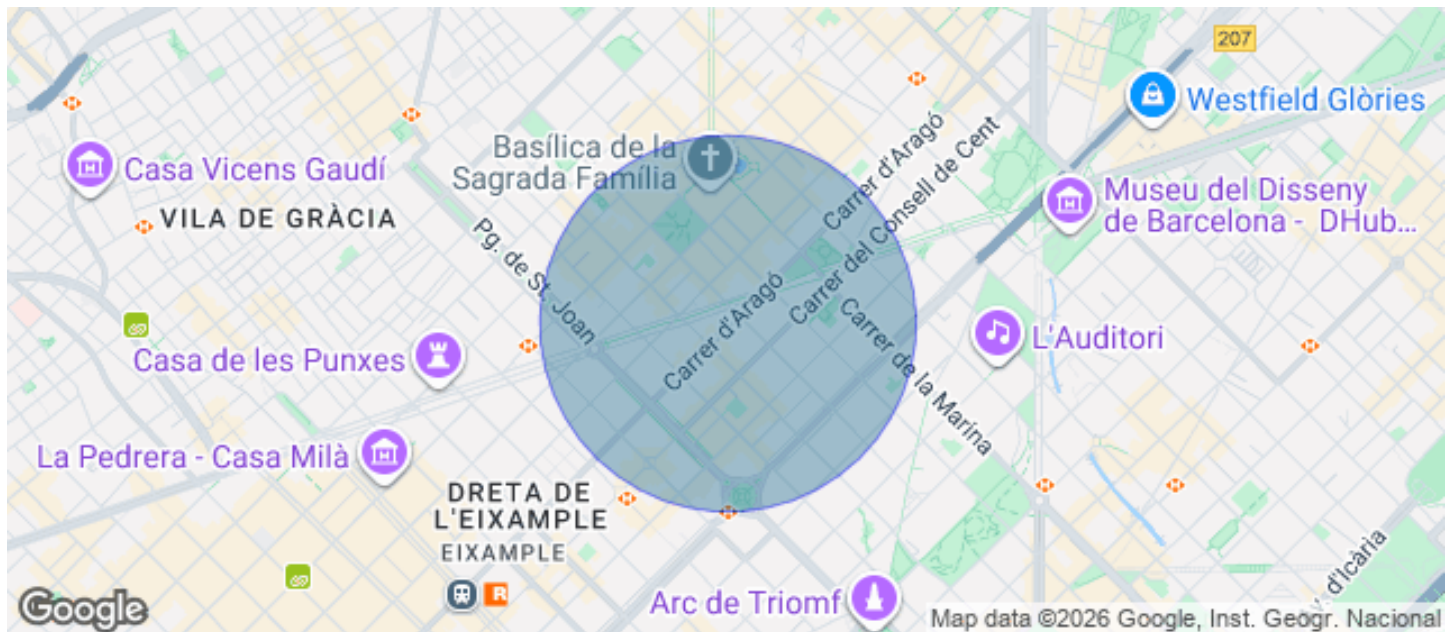 207
Westfield Glòries
Basílica de la
Sagrada Família
Carrer d'Aragó
Carrer del Consell de Cent
Casa Vicens Gaudí
Museu del Disseny
de Barcelona - DHub...
VILA DE GRÀCIA
Pg. de St. Joan
Carrer d'Aragó
Carrer de la Marina
L'Auditori
Casa de les Punxes
La Pedrera - Casa Milà
DRETA DE
L'EIXAMPLE
EIXAMPLE
R
d'Icària
Arc de Triomf
Google
Map data ©2026 Google, Inst. Geogr. Nacional